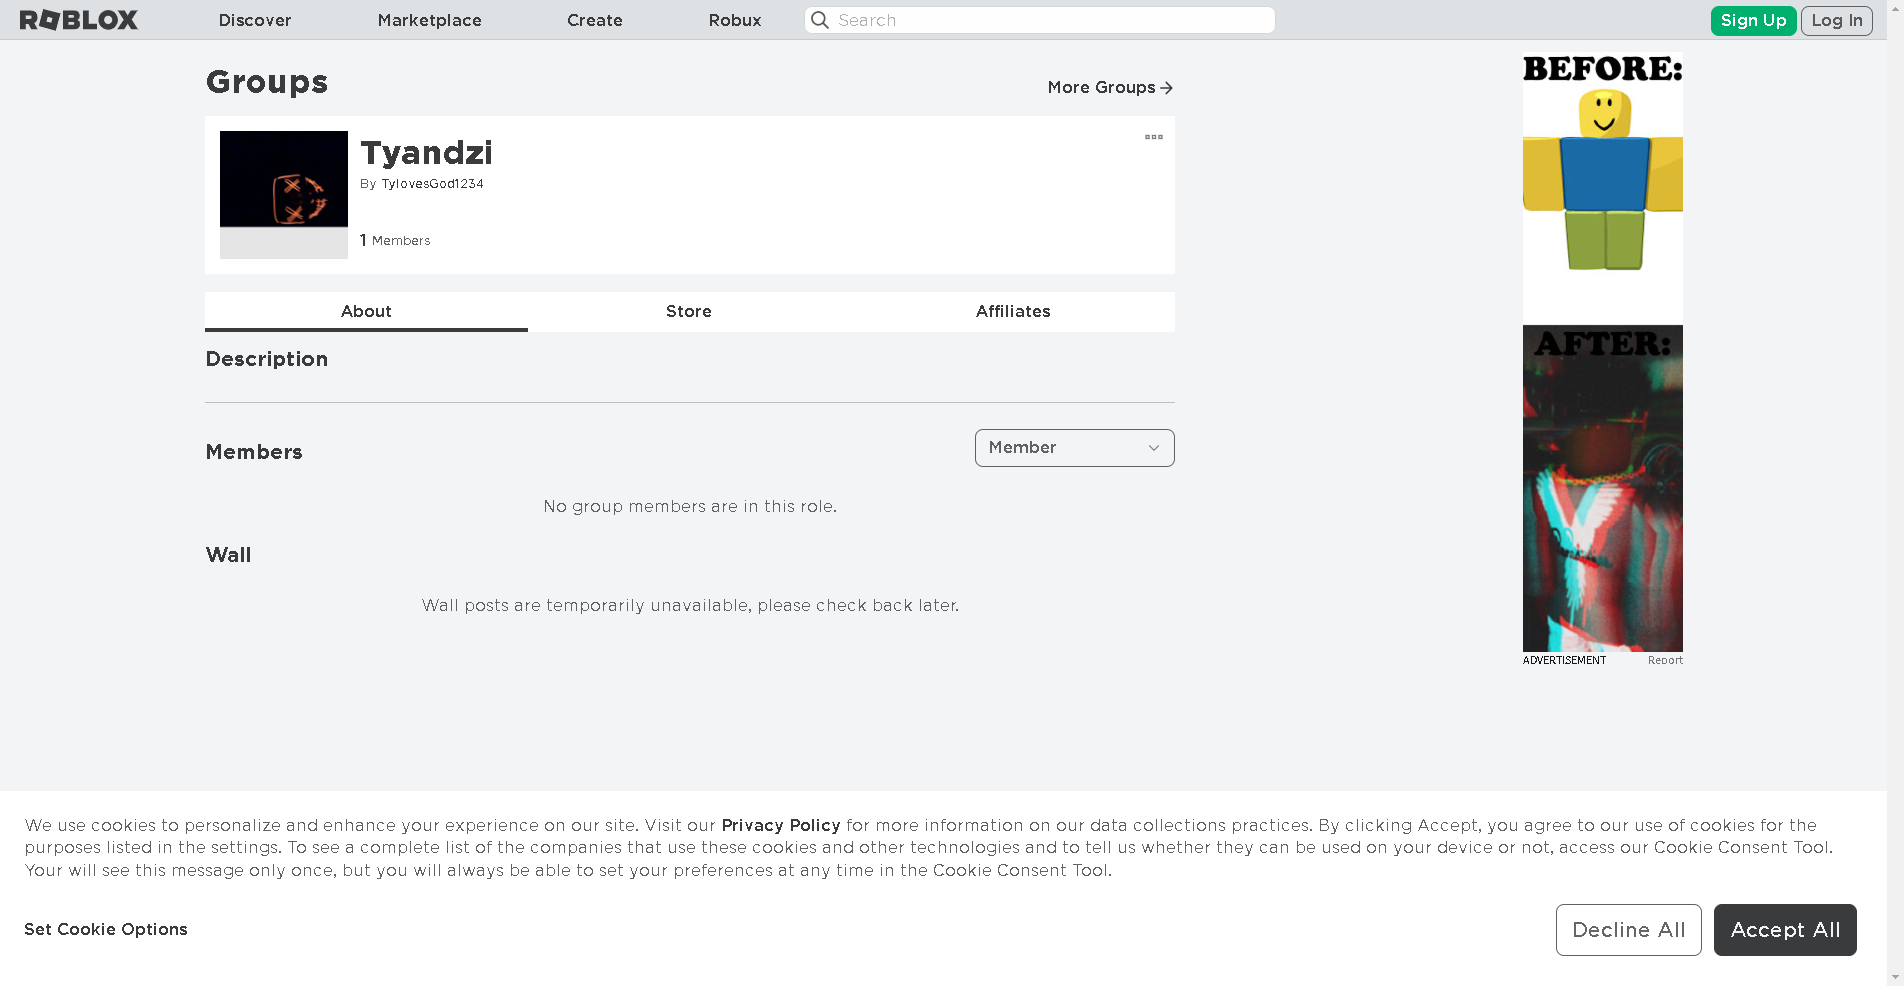 ROBLOX
Discover
Marketplace
Create
Robux
Search
Sign Up
Log In
Groups
More Groups
Tyandzi
By TylovesGod1234
1 Members
About
Store
Affiliates
Description
Members
Member
No group members are in this role.
Wall
Wall posts are temporarily unavailable, please check back later.
BEFORE:
AFTER:
ADVERTISEMENT
Report
We use cookies to personalize and enhance your experience on our site. Visit our Privacy Policy for more information on our data collections practices. By clicking Accept, you agree to our use of cookies for the
purposes listed in the settings. To see a complete list of the companies that use these cookies and other technologies and to tell us whether they can be used on your device or not, access our Cookie Consent Tool.
Your will see this message only once, but you will always be able to set your preferences at any time in the Cookie Consent Tool.
Set Cookie Options
Decline All
Accept All